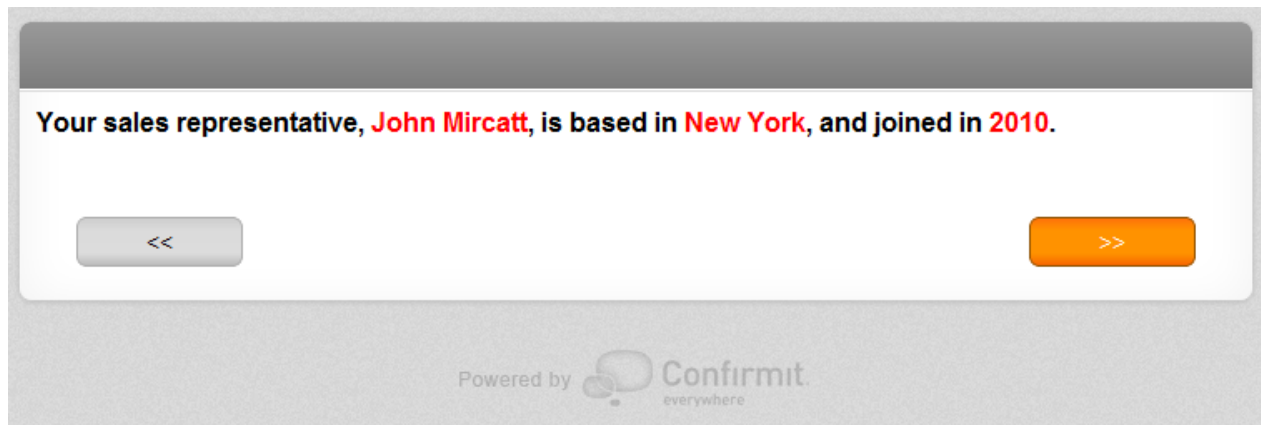 Your sales representative, John Mircatt, is based in New York, and joined in 2010.
<< >>
Powered by Confirmit.
everywhere